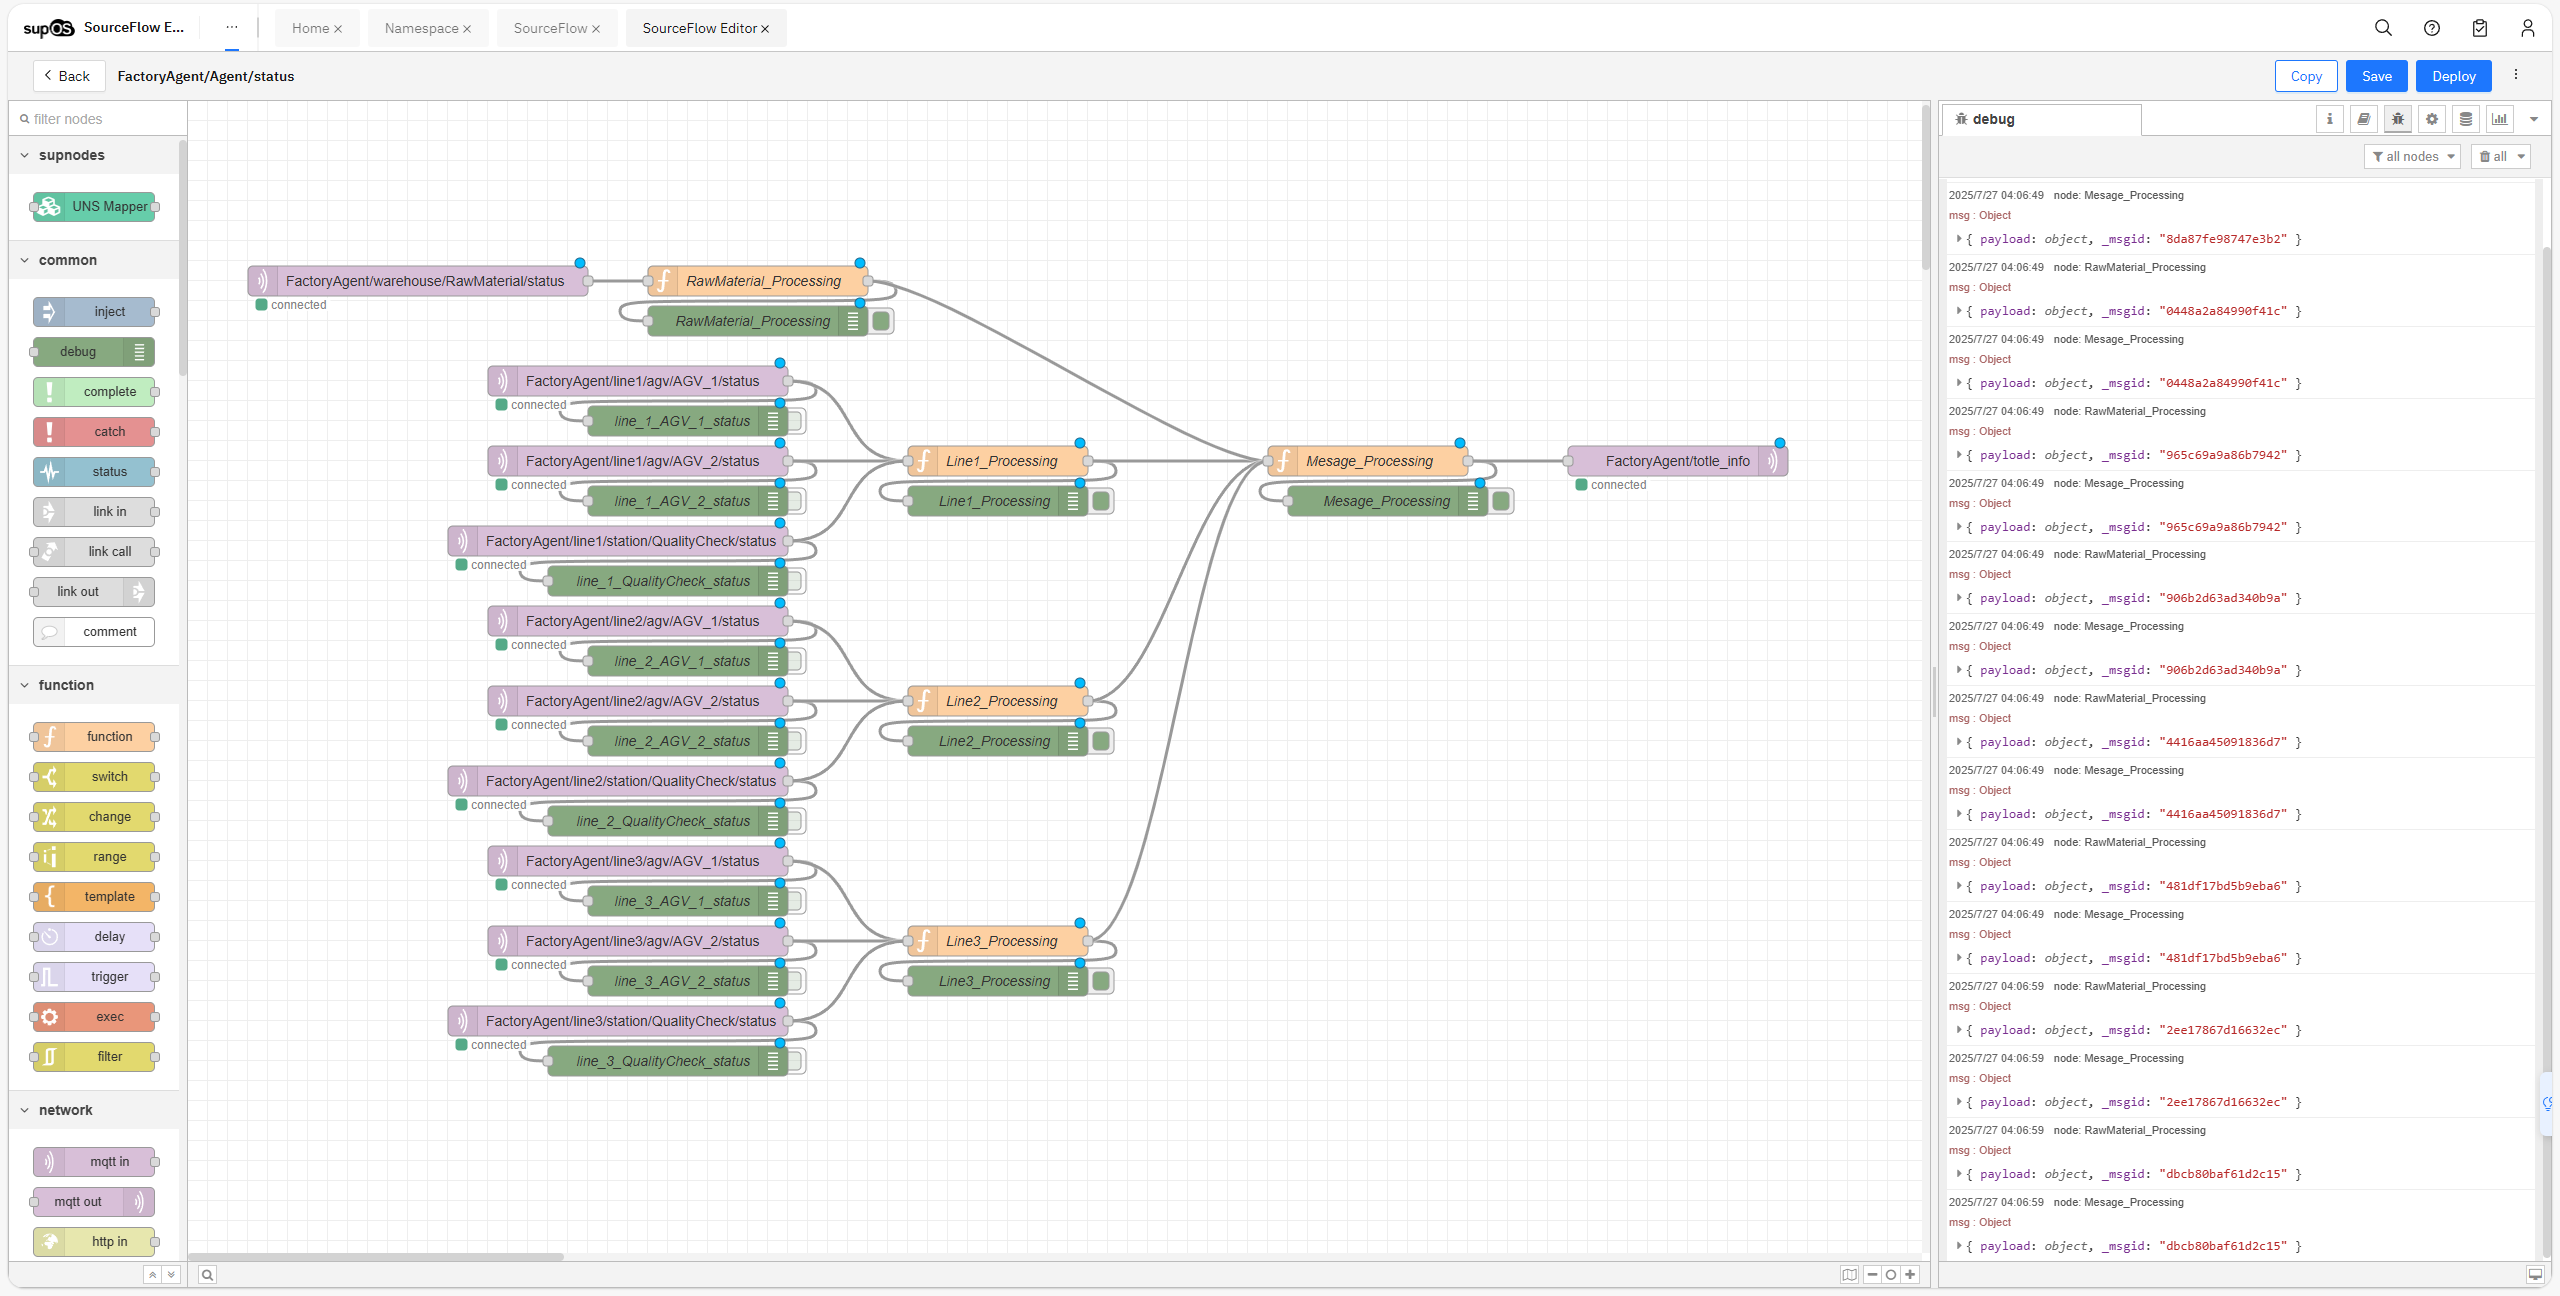 supOS SourceFlow E... ... Home × Namespace × SourceFlow × SourceFlow Editor ×
Back FactoryAgent/Agent/status Copy Save Deploy
filter nodes
supnodes
UNS Mapper
common
inject
debug
complete
catch
status
link in
link call
link out
comment
function
function
switch
change
range
template
delay
trigger
exec
filter
network
mqtt in
mqtt out
http in
FactoryAgent/warehouse/RawMaterial/status
connected
RawMaterial_Processing
RawMaterial_Processing
FactoryAgent/line1/agv/AGV_1/status
connected
line_1_AGV_1_status
FactoryAgent/line1/agv/AGV_2/status
connected
line_1_AGV_2_status
FactoryAgent/line1/station/QualityCheck/status
connected
line_1_QualityCheck_status
FactoryAgent/line2/agv/AGV_1/status
connected
line_2_AGV_1_status
FactoryAgent/line2/agv/AGV_2/status
connected
line_2_AGV_2_status
FactoryAgent/line2/station/QualityCheck/status
connected
line_2_QualityCheck_status
FactoryAgent/line3/agv/AGV_1/status
connected
line_3_AGV_1_status
FactoryAgent/line3/agv/AGV_2/status
connected
line_3_AGV_2_status
FactoryAgent/line3/station/QualityCheck/status
connected
line_3_QualityCheck_status
Line1_Processing
Line1_Processing
Line2_Processing
Line2_Processing
Line3_Processing
Line3_Processing
Mesage_Processing
Mesage_Processing
FactoryAgent/totle_info
connected
debug
all nodes all
2025/7/27 04:06:49 node: Mesage_Processing
msg : Object
{ payload: object, _msgid: "8da87fe98747e3b2" }
2025/7/27 04:06:49 node: RawMaterial_Processing
msg : Object
{ payload: object, _msgid: "0448a2a84990f41c" }
2025/7/27 04:06:49 node: Mesage_Processing
msg : Object
{ payload: object, _msgid: "0448a2a84990f41c" }
2025/7/27 04:06:49 node: RawMaterial_Processing
msg : Object
{ payload: object, _msgid: "965c69a9a86b7942" }
2025/7/27 04:06:49 node: Mesage_Processing
msg : Object
{ payload: object, _msgid: "965c69a9a86b7942" }
2025/7/27 04:06:49 node: RawMaterial_Processing
msg : Object
{ payload: object, _msgid: "906b2d63ad340b9a" }
2025/7/27 04:06:49 node: Mesage_Processing
msg : Object
{ payload: object, _msgid: "906b2d63ad340b9a" }
2025/7/27 04:06:49 node: RawMaterial_Processing
msg : Object
{ payload: object, _msgid: "4416aa45091836d7" }
2025/7/27 04:06:49 node: Mesage_Processing
msg : Object
{ payload: object, _msgid: "4416aa45091836d7" }
2025/7/27 04:06:49 node: RawMaterial_Processing
msg : Object
{ payload: object, _msgid: "481df17bd5b9eba6" }
2025/7/27 04:06:49 node: Mesage_Processing
msg : Object
{ payload: object, _msgid: "481df17bd5b9eba6" }
2025/7/27 04:06:59 node: RawMaterial_Processing
msg : Object
{ payload: object, _msgid: "2ee17867d16632ec" }
2025/7/27 04:06:59 node: Mesage_Processing
msg : Object
{ payload: object, _msgid: "2ee17867d16632ec" }
2025/7/27 04:06:59 node: RawMaterial_Processing
msg : Object
{ payload: object, _msgid: "dbcb80baf61d2c15" }
2025/7/27 04:06:59 node: Mesage_Processing
msg : Object
{ payload: object, _msgid: "dbcb80baf61d2c15" }